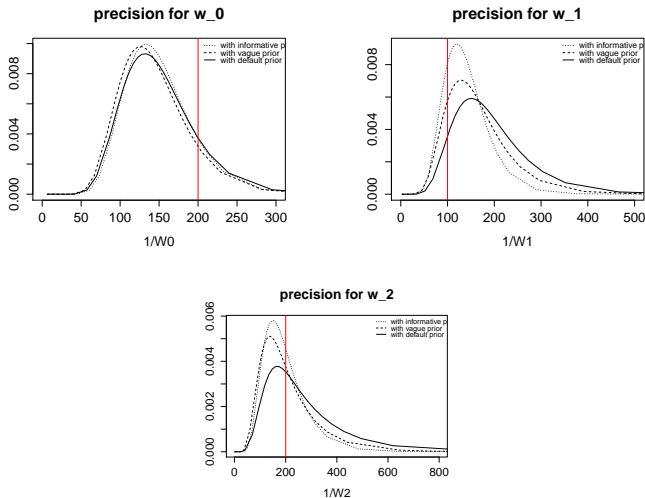 precision for w_0
with informative p
with vague prior
with default prior
0.000 0.004 0.008
0 50 100 150 200 250 300
1/W0
precision for w_1
with informative p
with vague prior
with default prior
0.000 0.002 0.004 0.006 0.008
0 100 200 300 400 500
1/W1
precision for w_2
with informative p
with vague prior
with default prior
0.000 0.002 0.004 0.006
0 200 400 600 800
1/W2